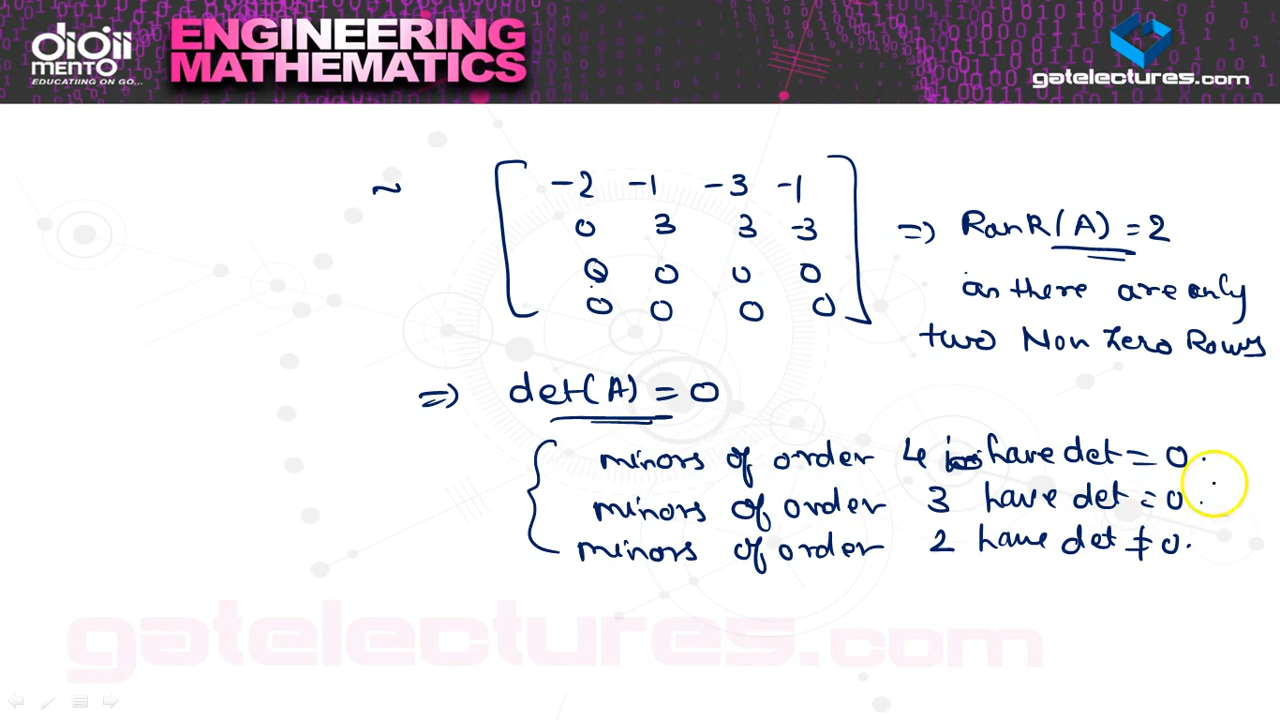 digii
MENTO
EDUCATIING ON GO...
ENGINEERING
MATHEMATICS
gatelectures.com
~ -2 -1 -3 -1
0 3 3 -3 => Rank(A) = 2
0 0 0 0 as there are only
0 0 0 0 two Non Zero Rows
=> det(A) = 0
minors of order 4 have det = 0.
minors of order 3 have det = 0.
minors of order 2 have det ≠ 0.
gatelectures.com